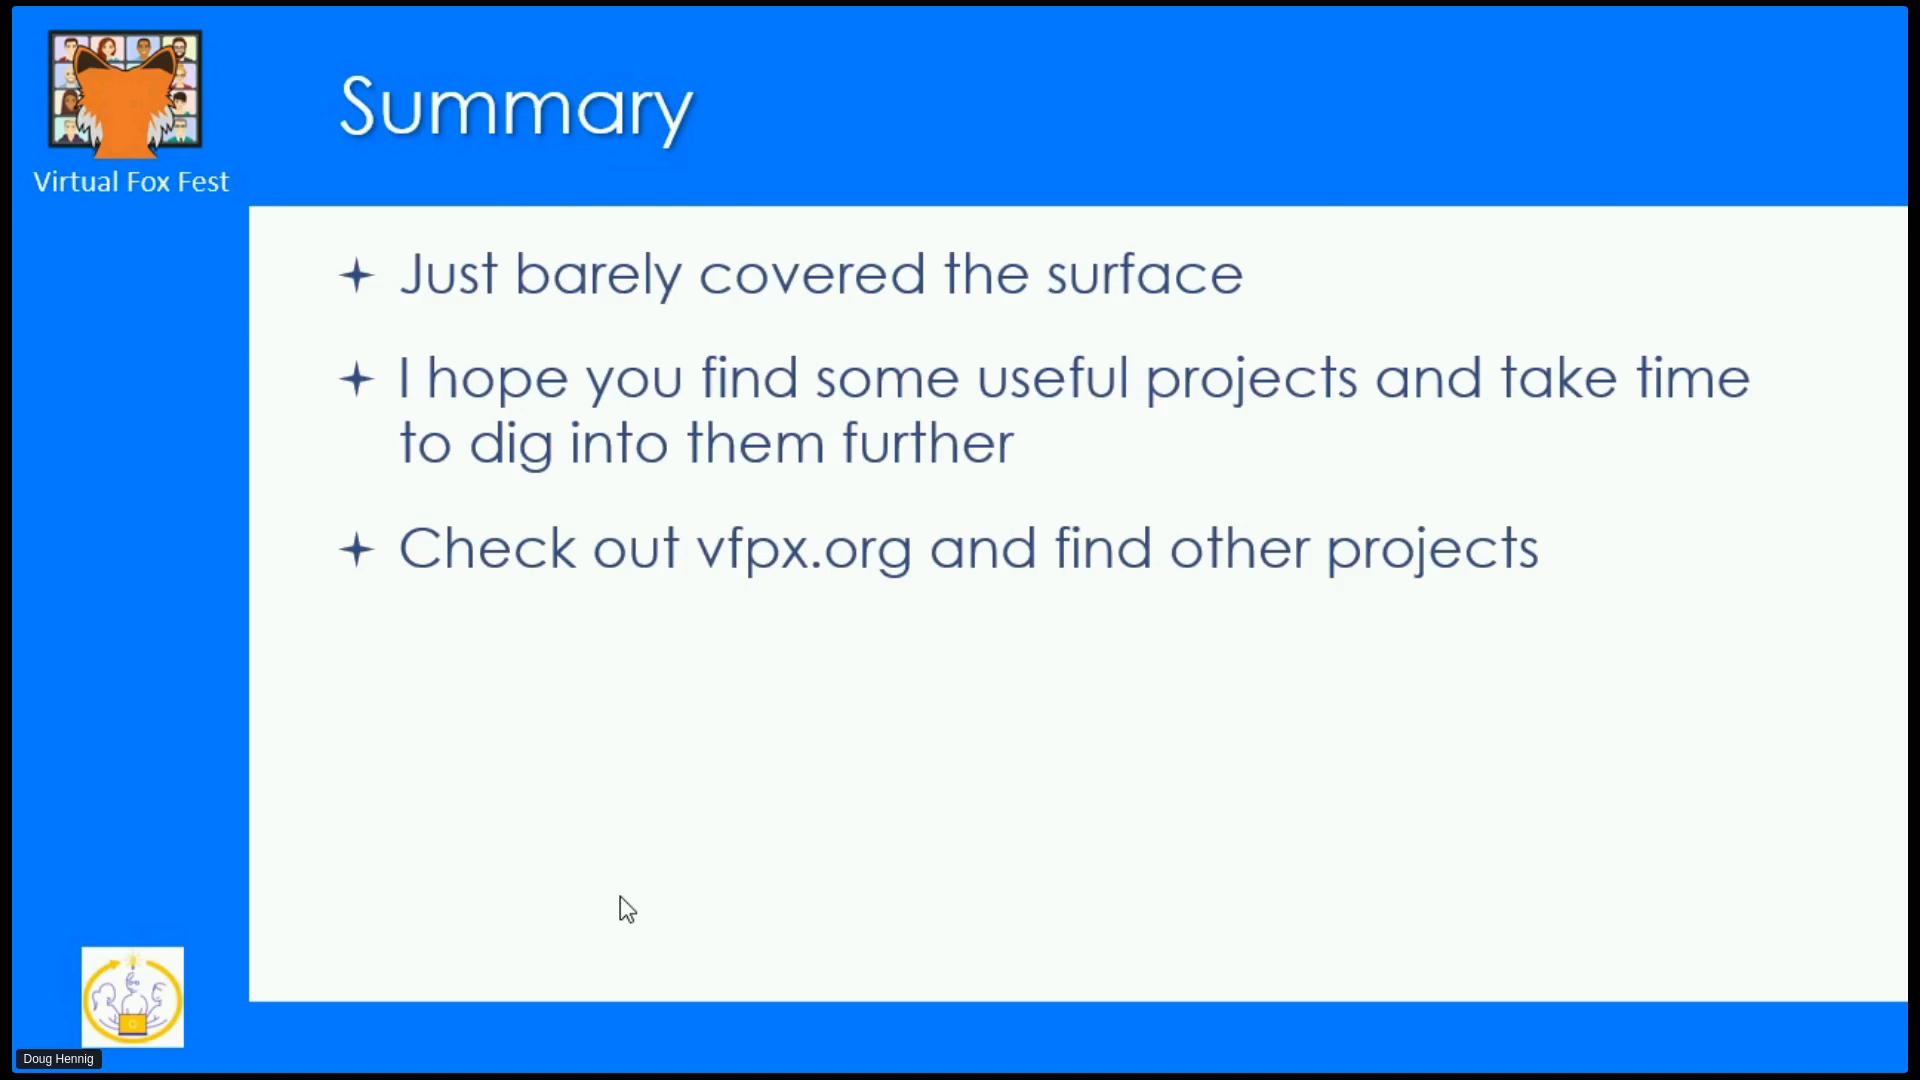 Summary
Virtual Fox Fest
Just barely covered the surface
I hope you find some useful projects and take time
to dig into them further
Check out vfpx.org and find other projects
Doug Hennig